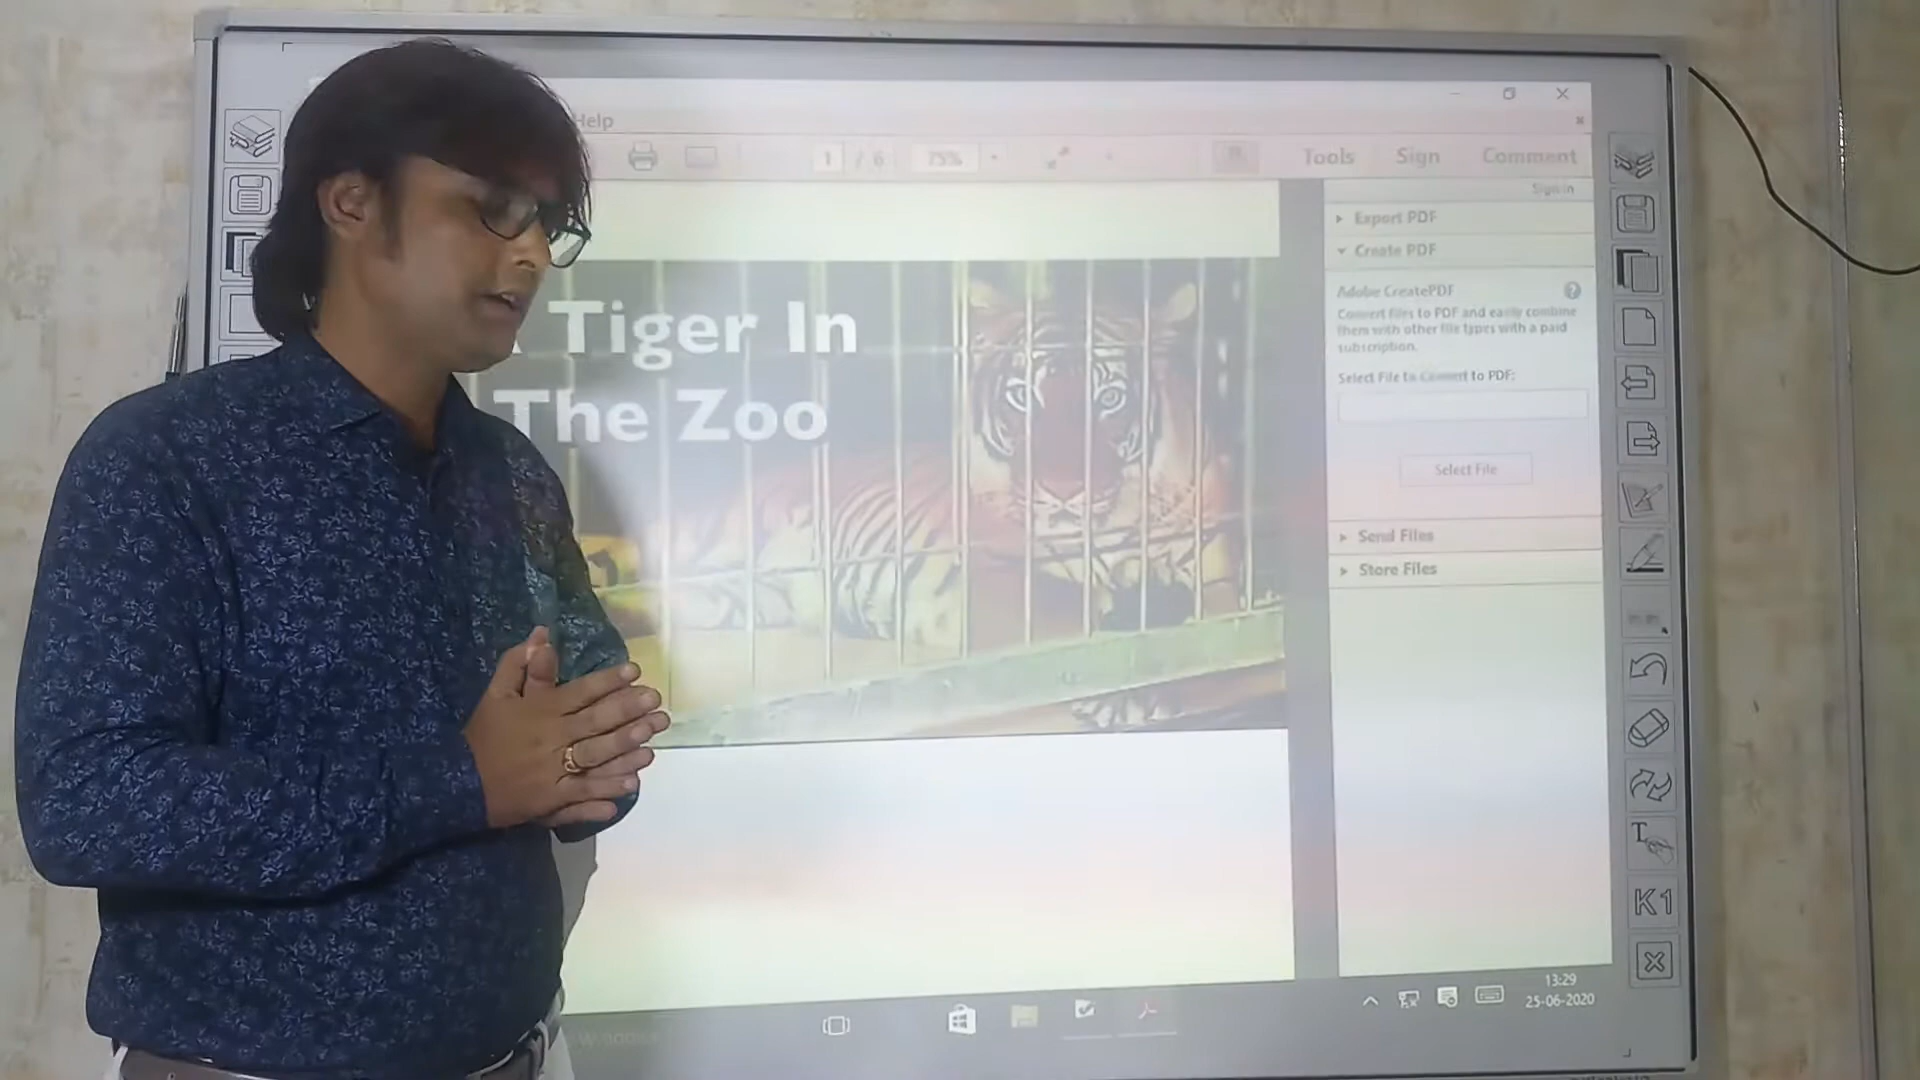 Help
1 / 6 75%
Tools Sign Comment
Sign In
Export PDF
Create PDF
Adobe CreatePDF
Convert files to PDF and easily combine
them with other file types with a paid
subscription.
Select File to Convert to PDF:
Select File
Send Files
Store Files
Tiger In
The Zoo
T
K1
13:29
25-06-2020